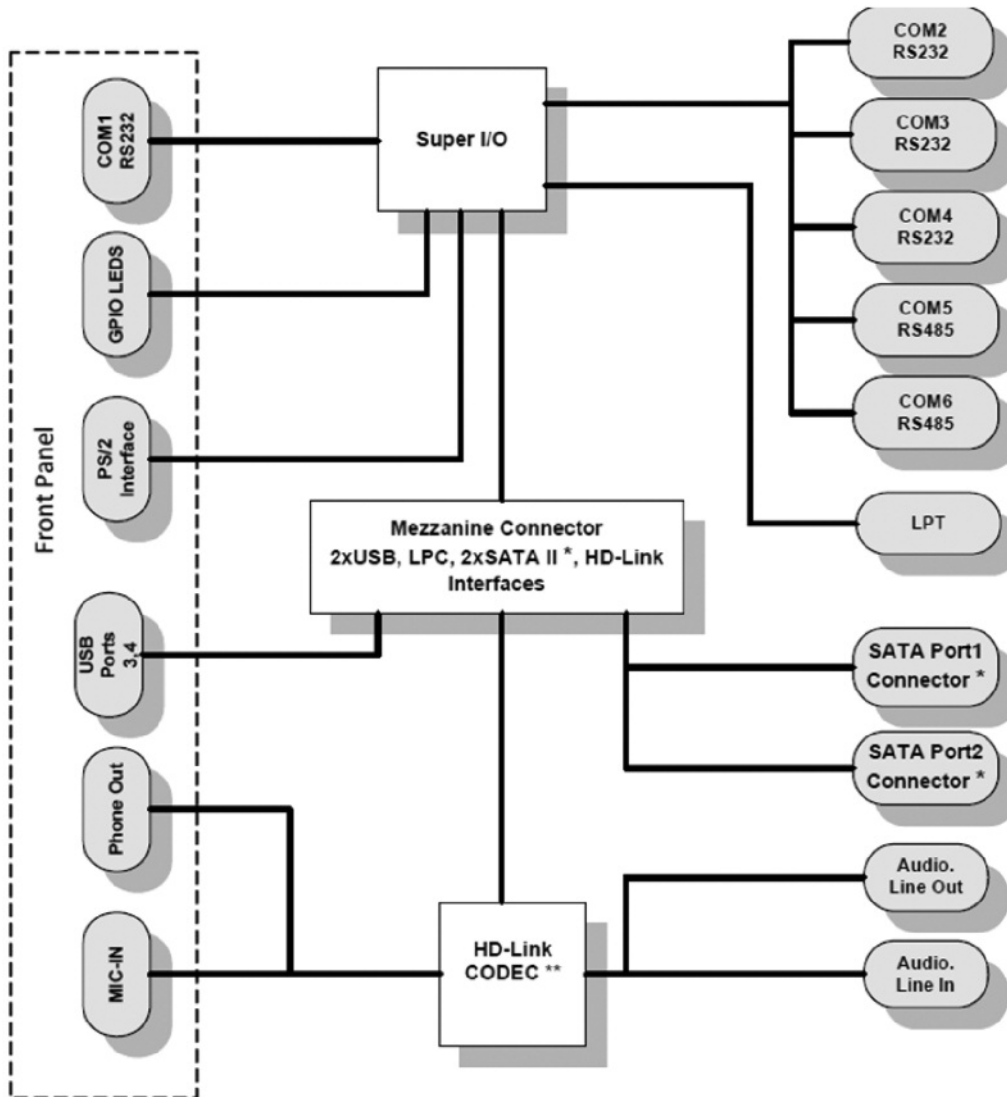 Front Panel
COM1
RS232
GPIO LEDS
PS/2
Interface
USB
Ports
3,4
Phone Out
MIC-IN
Super I/O
Mezzanine Connector
2xUSB, LPC, 2xSATA II *, HD-Link
Interfaces
HD-Link
CODEC **
COM2
RS232
COM3
RS232
COM4
RS232
COM5
RS485
COM6
RS485
LPT
SATA Port1
Connector *
SATA Port2
Connector *
Audio.
Line Out
Audio.
Line In